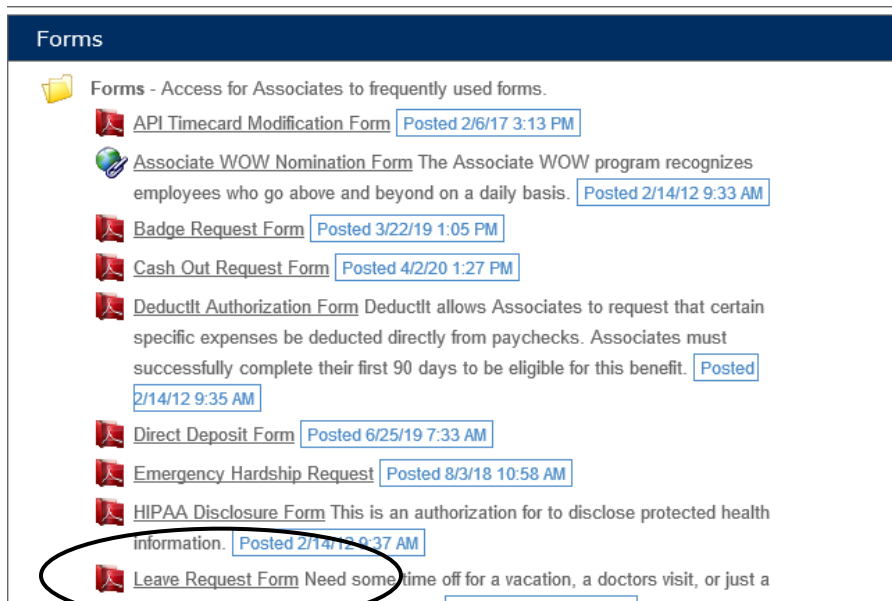 Forms
Forms - Access for Associates to frequently used forms.
API Timecard Modification Form Posted 2/6/17 3:13 PM
Associate WOW Nomination Form The Associate WOW program recognizes
employees who go above and beyond on a daily basis. Posted 2/14/12 9:33 AM
Badge Request Form Posted 3/22/19 1:05 PM
Cash Out Request Form Posted 4/2/20 1:27 PM
DeductIt Authorization Form DeductIt allows Associates to request that certain
specific expenses be deducted directly from paychecks. Associates must
successfully complete their first 90 days to be eligible for this benefit. Posted
2/14/12 9:35 AM
Direct Deposit Form Posted 6/25/19 7:33 AM
Emergency Hardship Request Posted 8/3/18 10:58 AM
HIPAA Disclosure Form This is an authorization for to disclose protected health
information. Posted 2/14/12 9:37 AM
Leave Request Form Need some time off for a vacation, a doctors visit, or just a